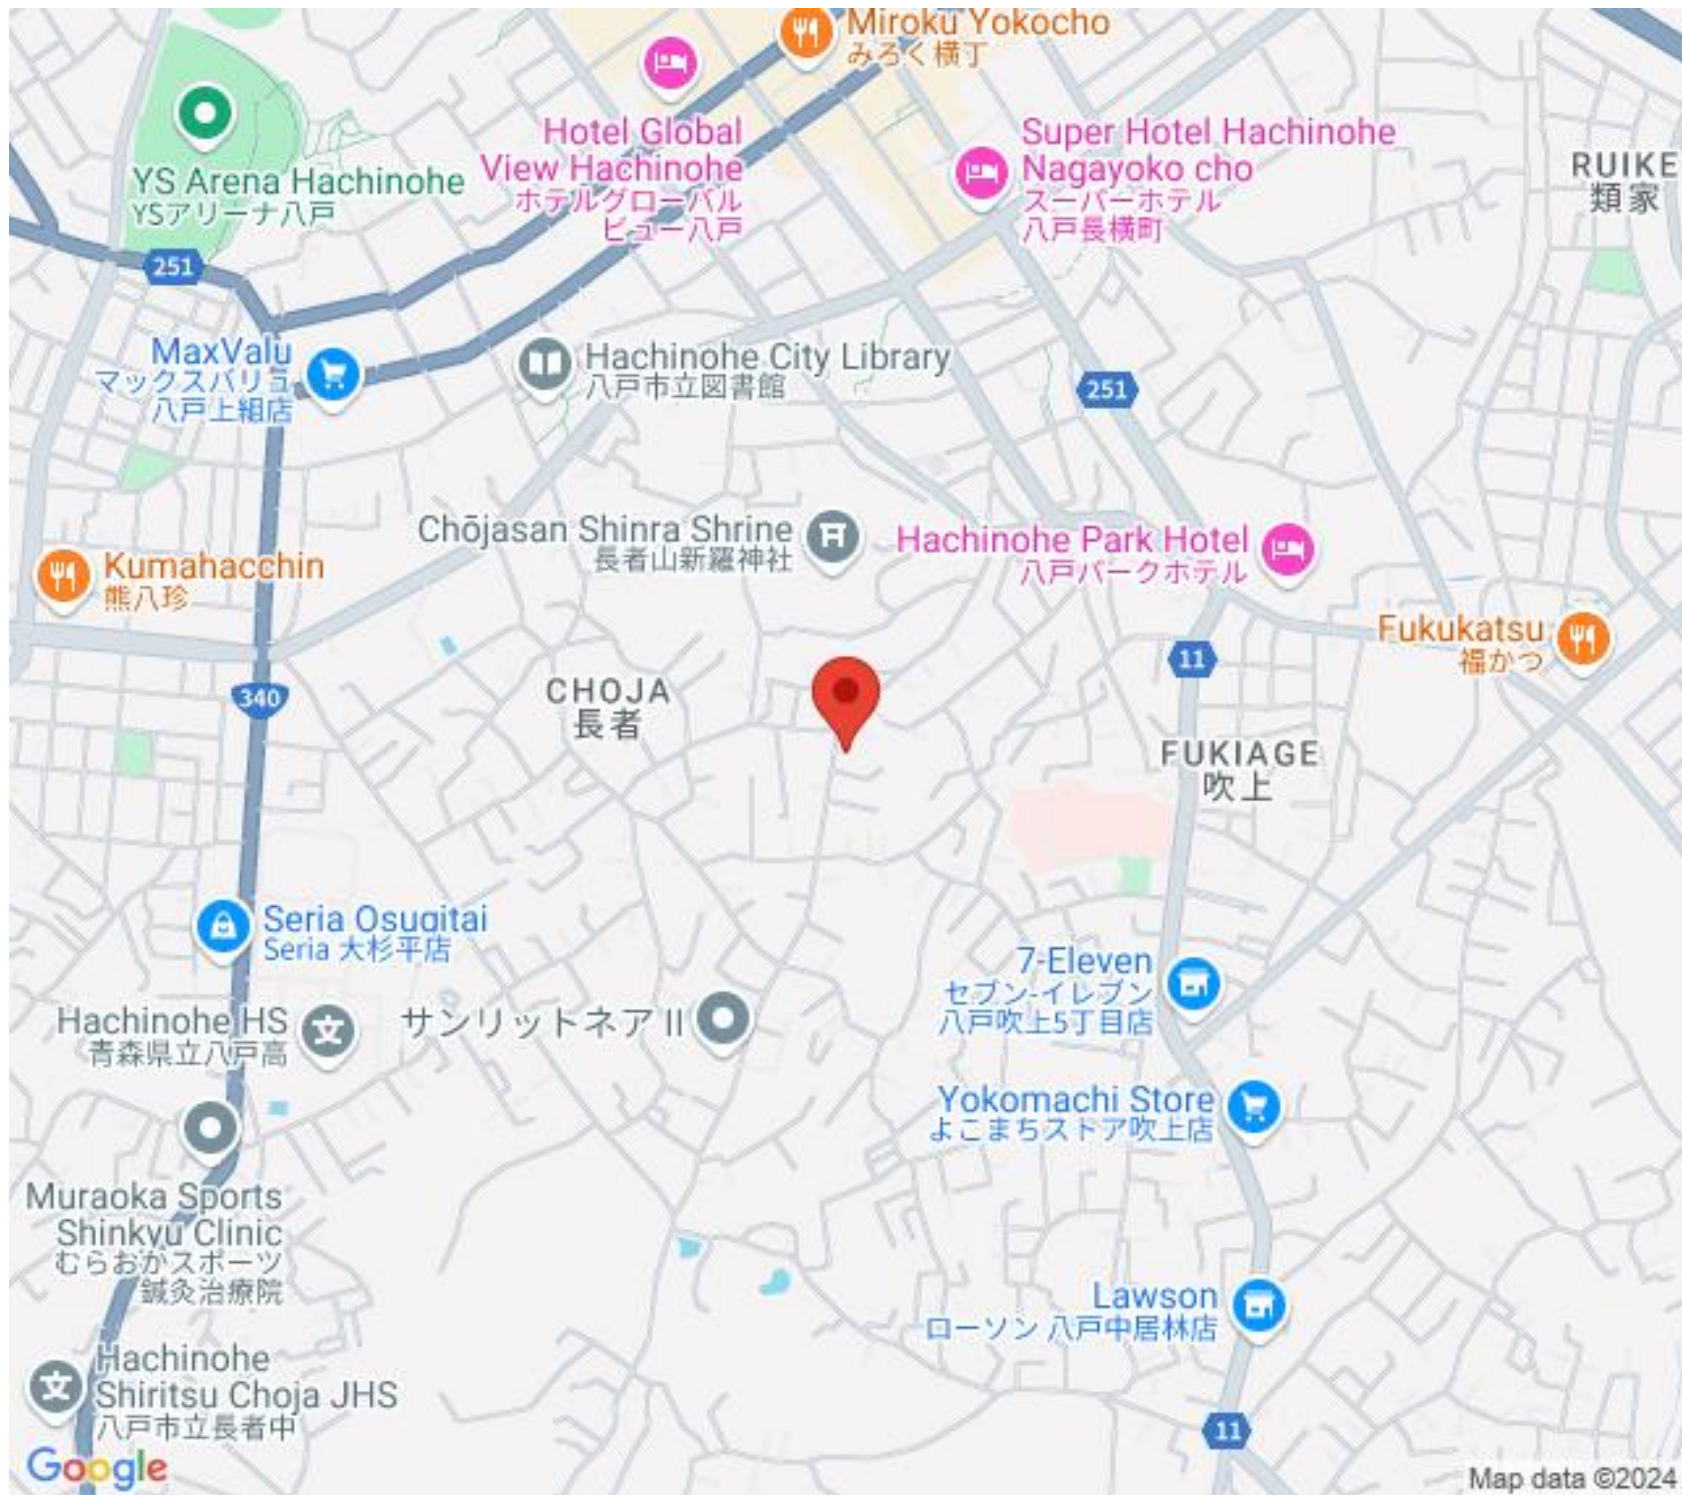 Miroku Yokocho
みろく横丁
Hotel Global
View Hachinohe
ホテルグローバル
ビュー八戸
Super Hotel Hachinohe
Nagayoko cho
スーパーホテル
八戸長横町
RUIKE
類家
YS Arena Hachinohe
YSアリーナ八戸
251
MaxValu
マックスバリュ
八戸上組店
Hachinohe City Library
八戸市立図書館
251
Chōjasan Shinra Shrine
長者山新羅神社
Hachinohe Park Hotel
八戸パークホテル
Kumahacchin
熊八珍
Fukukatsu
福かつ
11
340
CHOJA
長者
FUKIAGE
吹上
Seria Osugitai
Seria 大杉平店
7-Eleven
セブン-イレブン
八戸吹上5丁目店
Hachinohe HS
青森県立八戸高
サンリットネアⅡ
Yokomachi Store
よこまちストア吹上店
Muraoka Sports
Shinkyu Clinic
むらおかスポーツ
鍼灸治療院
Lawson
ローソン 八戸中居林店
Hachinohe
Shiritsu Choja JHS
八戸市立長者中
11
Google
Map data ©2024